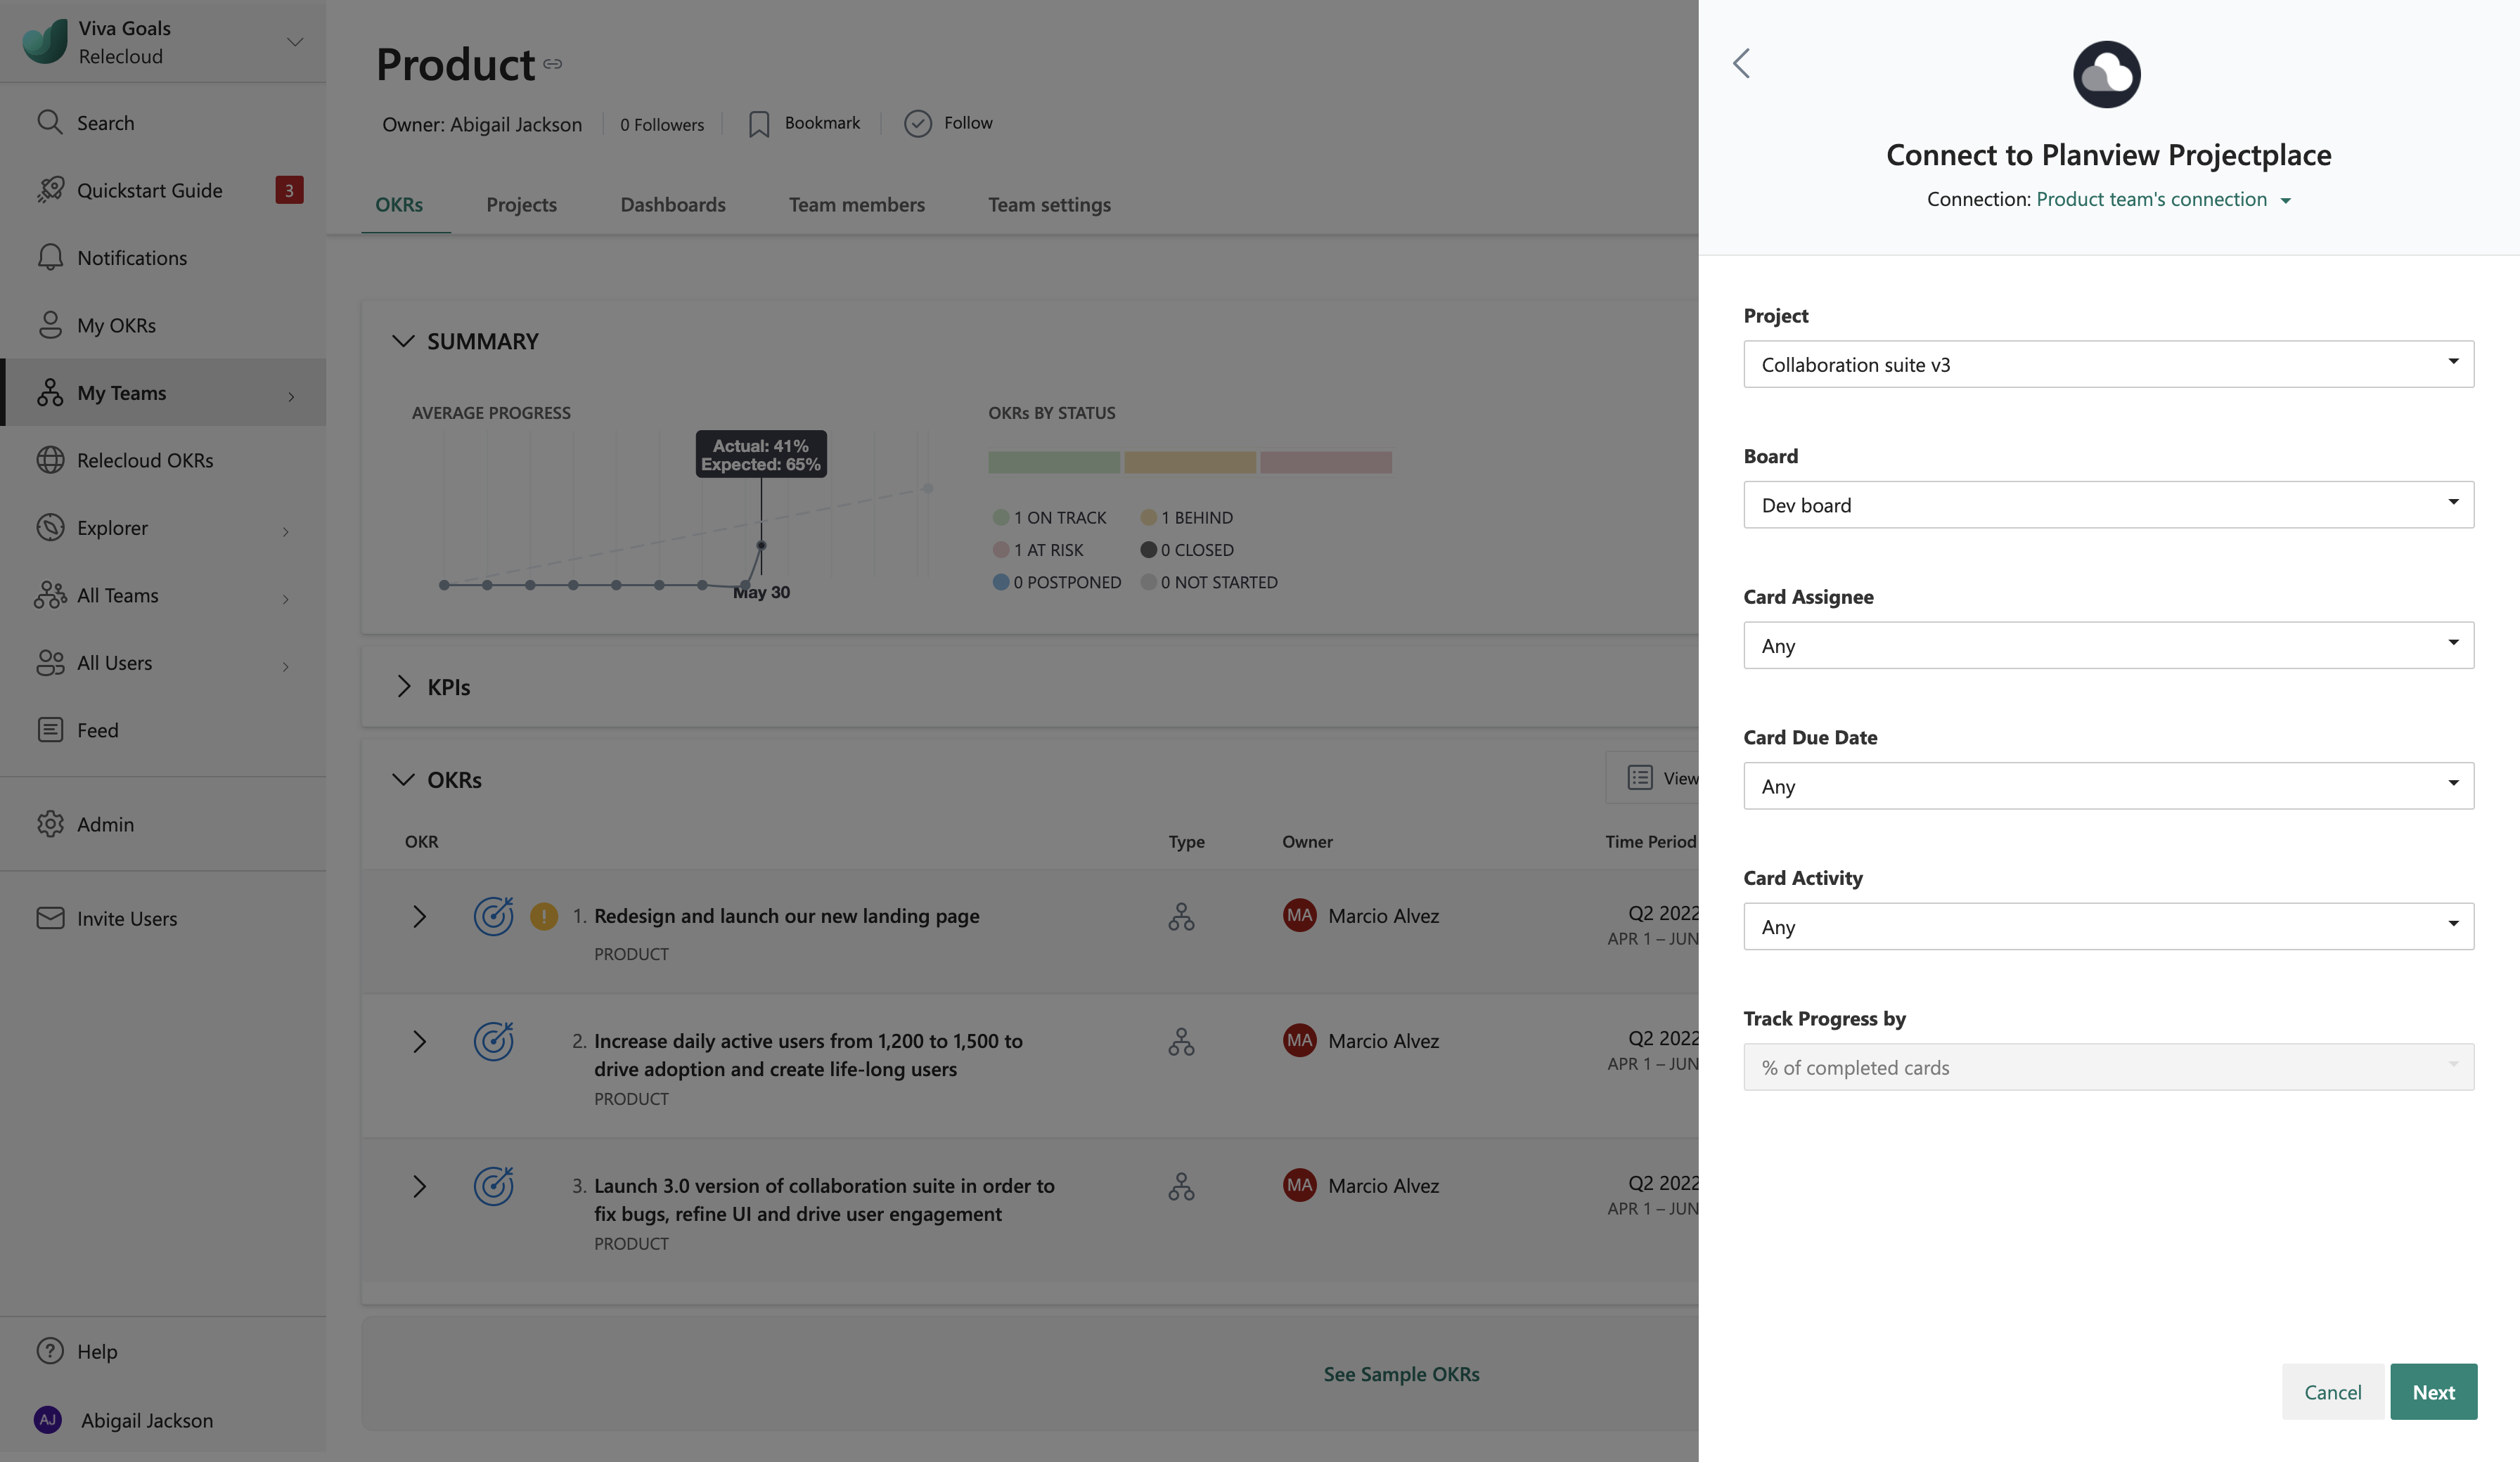 Viva Goals
Relecloud
Search
Quickstart Guide 3
Notifications
My OKRs
My Teams
Relecloud OKRs
Explorer
All Teams
All Users
Feed
Admin
Invite Users
Help
AJ Abigail Jackson
Product
Owner: Abigail Jackson 0 Followers Bookmark Follow
OKRs Projects Dashboards Team members Team settings
SUMMARY
AVERAGE PROGRESS
Actual: 41%
Expected: 65%
May 30
OKRs BY STATUS
1 ON TRACK 1 BEHIND
1 AT RISK 0 CLOSED
0 POSTPONED 0 NOT STARTED
KPIs
OKRs View
OKR Type Owner Time Period
! 1. Redesign and launch our new landing page MA Marcio Alvez Q2 2022
PRODUCT APR 1 – JUN
2. Increase daily active users from 1,200 to 1,500 to MA Marcio Alvez Q2 2022
drive adoption and create life-long users APR 1 – JUN
PRODUCT
3. Launch 3.0 version of collaboration suite in order to MA Marcio Alvez Q2 2022
fix bugs, refine UI and drive user engagement APR 1 – JUN
PRODUCT
See Sample OKRs
Connect to Planview Projectplace
Connection: Product team's connection
Project
Collaboration suite v3
Board
Dev board
Card Assignee
Any
Card Due Date
Any
Card Activity
Any
Track Progress by
% of completed cards
Cancel Next